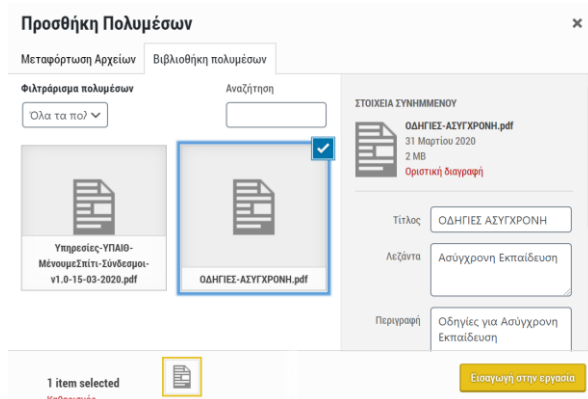 Προσθήκη Πολυμέσων
Μεταφόρτωση Αρχείων
Βιβλιοθήκη πολυμέσων
Φιλτράρισμα πολυμέσων
Αναζήτηση
Όλα τα πολ
Υπηρεσίες-ΥΠΑΙΘ-
ΜένουμεΣπίτι-Σύνδεσμοι-
v1.0-15-03-2020.pdf
ΟΔΗΓΙΕΣ-ΑΣΥΓΧΡΟΝΗ.pdf
ΣΤΟΙΧΕΙΑ ΣΥΝΗΜΜΕΝΟΥ
ΟΔΗΓΙΕΣ-ΑΣΥΓΧΡΟΝΗ.pdf
31 Μαρτίου 2020
2 MB
Οριστική διαγραφή
Τίτλος
ΟΔΗΓΙΕΣ ΑΣΥΓΧΡΟΝΗ
Λεζάντα
Ασύγχρονη Εκπαίδευση
Περιγραφή
Οδηγίες για Ασύγχρονη
Εκπαίδευση
1 item selected
Καθαρισμός
Εισαγωγή στην εργασία